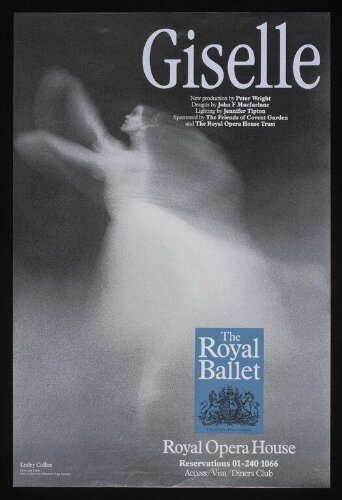 Giselle
New production by Peter Wright
Designs by John F Macfarlane
Lighting by Jennifer Tipton
Sponsored by The Friends of Covent Garden
and The Royal Opera House Trust
The
Royal
Ballet
Royal Opera House
Reservations 01-240 1066
Access/Visa/Diners Club
Lesley Collier